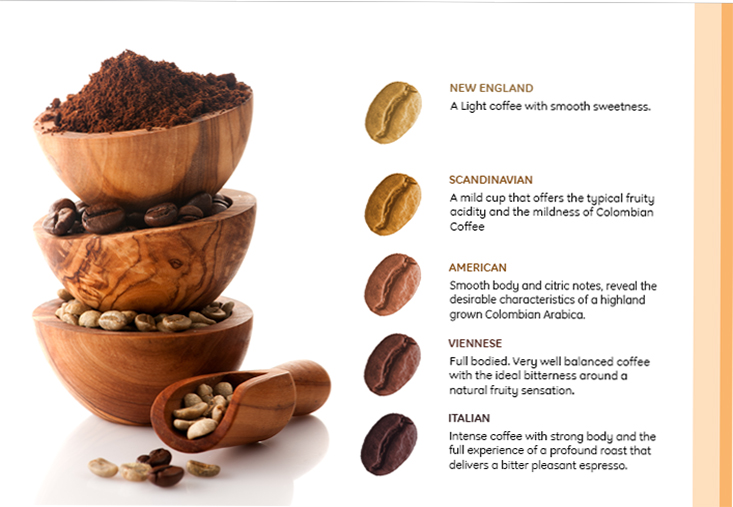 NEW ENGLAND
A Light coffee with smooth sweetness.
SCANDINAVIAN
A mild cup that offers the typical fruity
acidity and the mildness of Colombian
Coffee
AMERICAN
Smooth body and citric notes, reveal the
desirable characteristics of a highland
grown Colombian Arabica.
VIENNESE
Full bodied. Very well balanced coffee
with the ideal bitterness around a
natural fruity sensation.
ITALIAN
Intense coffee with strong body and the
full experience of a profound roast that
delivers a bitter pleasant espresso.